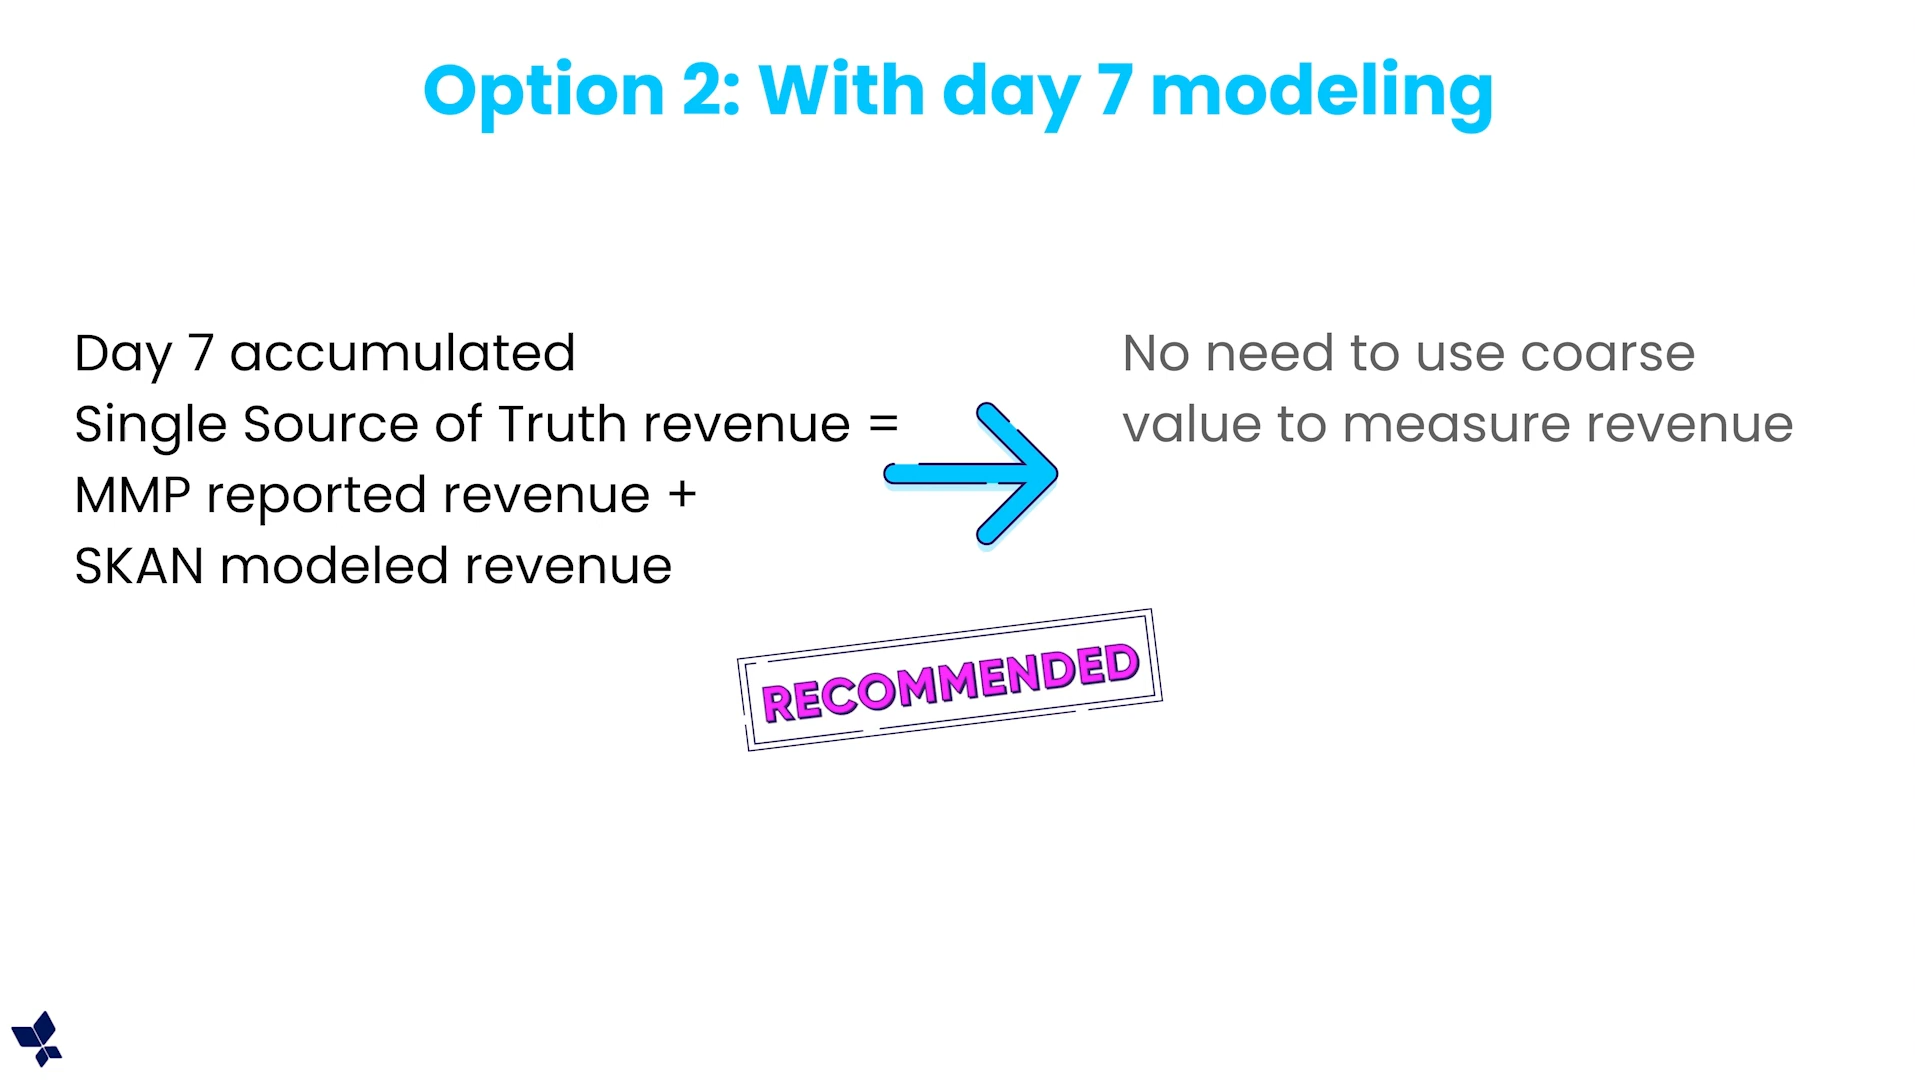 Option 2: With day 7 modeling
Day 7 accumulated
Single Source of Truth revenue =
MMP reported revenue +
SKAN modeled revenue
No need to use coarse
value to measure revenue
RECOMMENDED